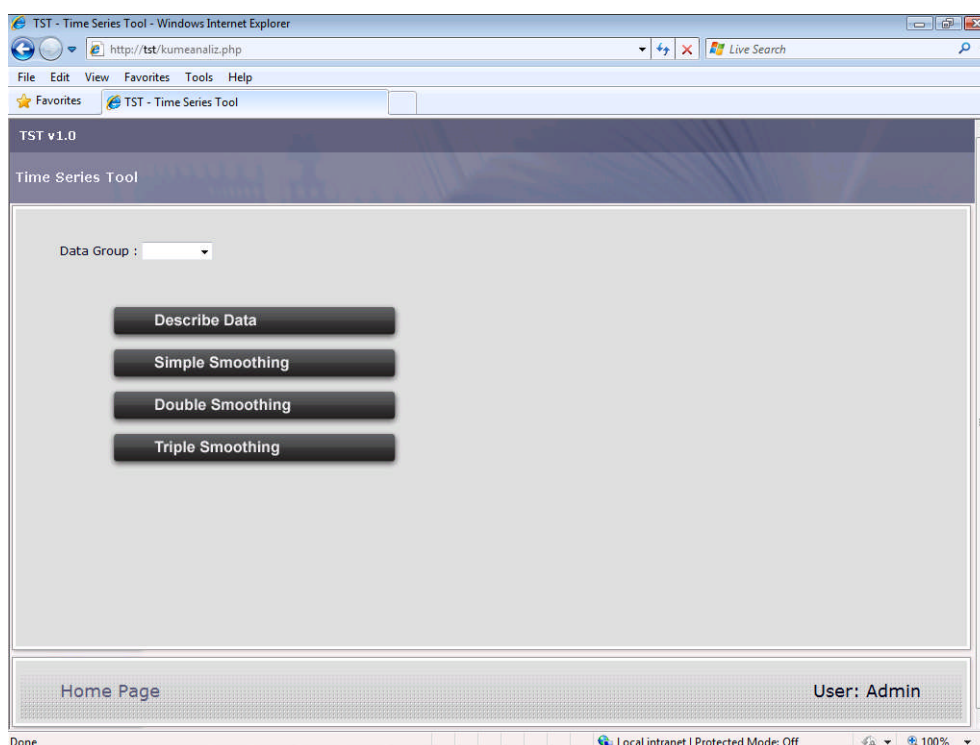 TST - Time Series Tool - Windows Internet Explorer
http://tst/kumeanaliz.php
Live Search
File Edit View Favorites Tools Help
Favorites TST - Time Series Tool
TST v1.0
Time Series Tool
Data Group :
Describe Data
Simple Smoothing
Double Smoothing
Triple Smoothing
Home Page User: Admin
Done Local intranet | Protected Mode: Off 100%